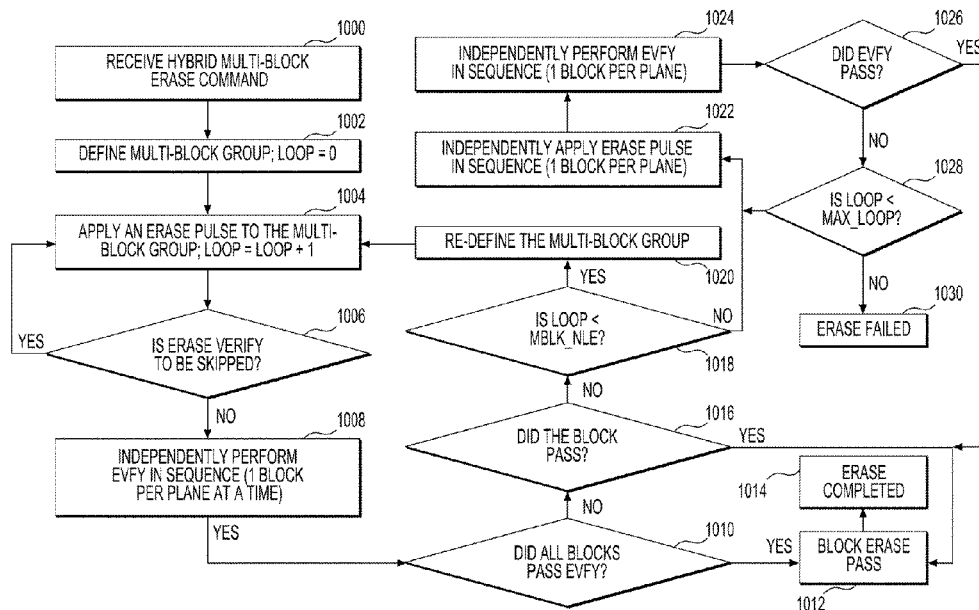 1000
RECEIVE HYBRID MULTI-BLOCK
ERASE COMMAND
1002
DEFINE MULTI-BLOCK GROUP; LOOP = 0
1004
APPLY AN ERASE PULSE TO THE MULTI-
BLOCK GROUP; LOOP = LOOP + 1
1006
YES
IS ERASE VERIFY
TO BE SKIPPED?
NO
1008
INDEPENDENTLY PERFORM
EVFY IN SEQUENCE (1 BLOCK
PER PLANE AT A TIME)
YES
1010
DID ALL BLOCKS
PASS EVFY?
YES
NO
BLOCK ERASE
PASS
1012
1014
ERASE
COMPLETED
1016
DID THE BLOCK
PASS?
YES
NO
1018
IS LOOP <
MBLK_NLE?
NO
YES
1020
RE-DEFINE THE MULTI-BLOCK GROUP
1022
INDEPENDENTLY APPLY ERASE PULSE
IN SEQUENCE (1 BLOCK PER PLANE)
1024
INDEPENDENTLY PERFORM EVFY
IN SEQUENCE (1 BLOCK PER PLANE)
1026
DID EVFY
PASS?
YES
NO
1028
IS LOOP <
MAX_LOOP?
NO
1030
ERASE FAILED